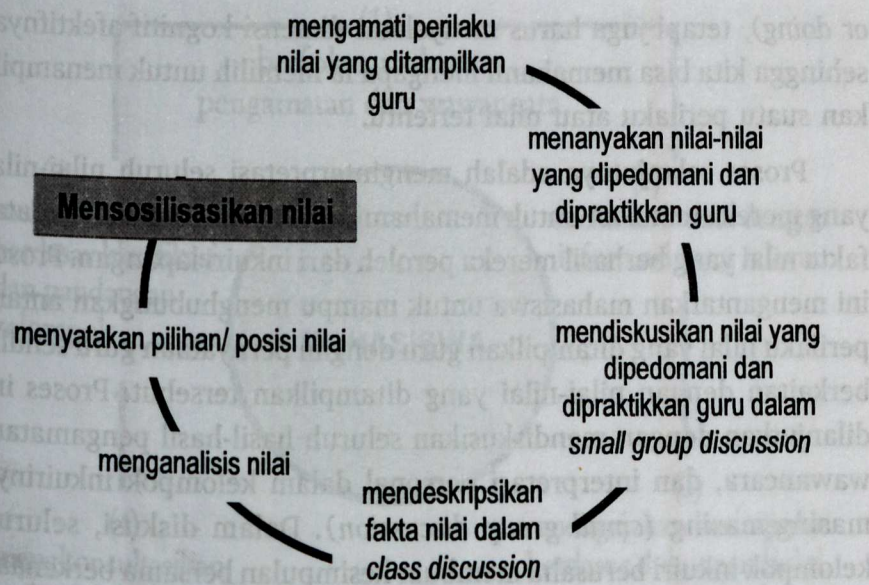 mengamati perilaku
nilai yang ditampilkan
guru
menanyakan nilai-nilai
yang dipedomani dan
dipraktikkan guru
mendiskusikan nilai yang
dipedomani dan
dipraktikkan guru dalam
small group discussion
mendeskripsikan
fakta nilai dalam
class discussion
menganalisis nilai
menyatakan pilihan/ posisi nilai
Mensosilisasikan nilai